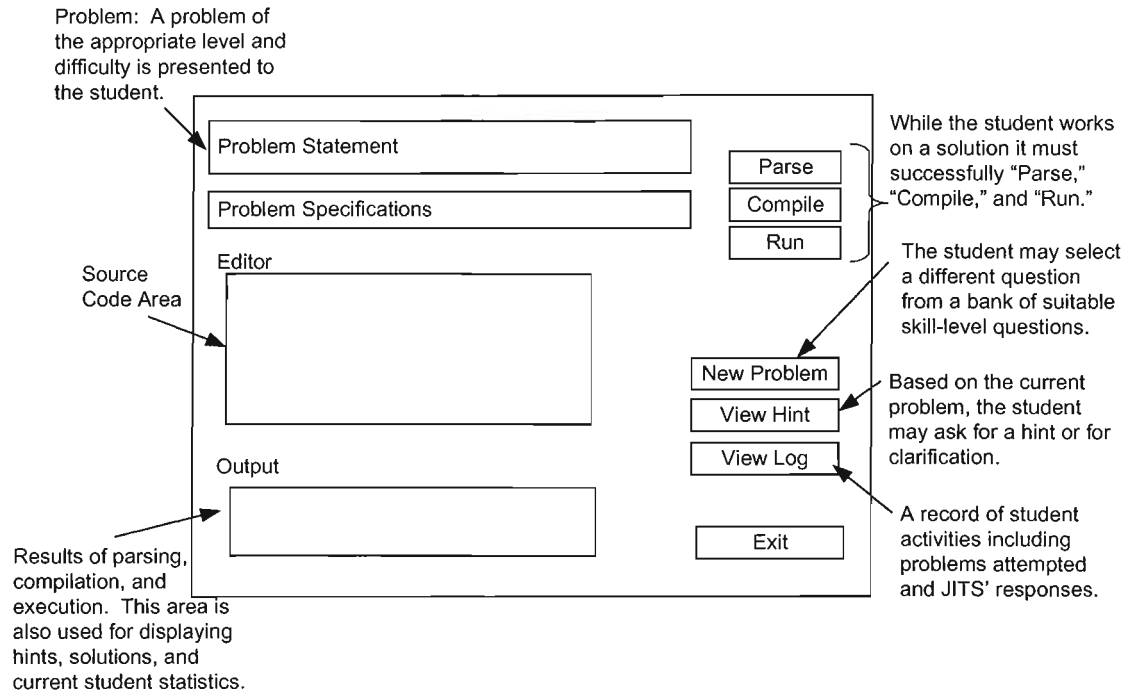 Problem: A problem of
the appropriate level and
difficulty is presented to
the student.
Problem Statement
Problem Specifications
Parse
Compile
Run
While the student works
on a solution it must
successfully “Parse,”
“Compile,” and “Run.”
Editor
Source
Code Area
The student may select
a different question
from a bank of suitable
skill-level questions.
New Problem
View Hint
View Log
Based on the current
problem, the student
may ask for a hint or for
clarification.
Output
Exit
A record of student
activities including
problems attempted
and JITS’ responses.
Results of parsing,
compilation, and
execution. This area is
also used for displaying
hints, solutions, and
current student statistics.